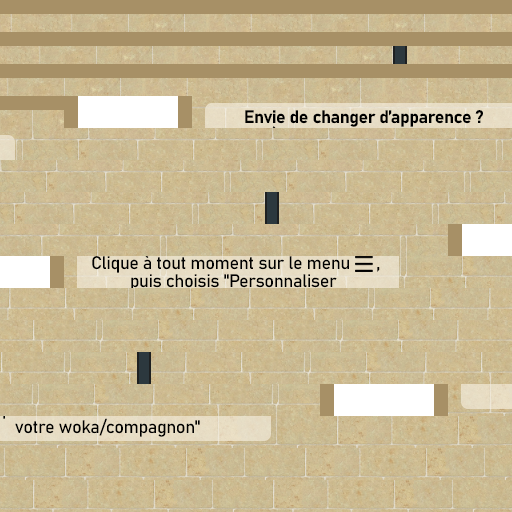 Envie de changer d'apparence ?
Clique à tout moment sur le menu ☰,
puis choisis "Personnaliser
votre woka/compagnon"